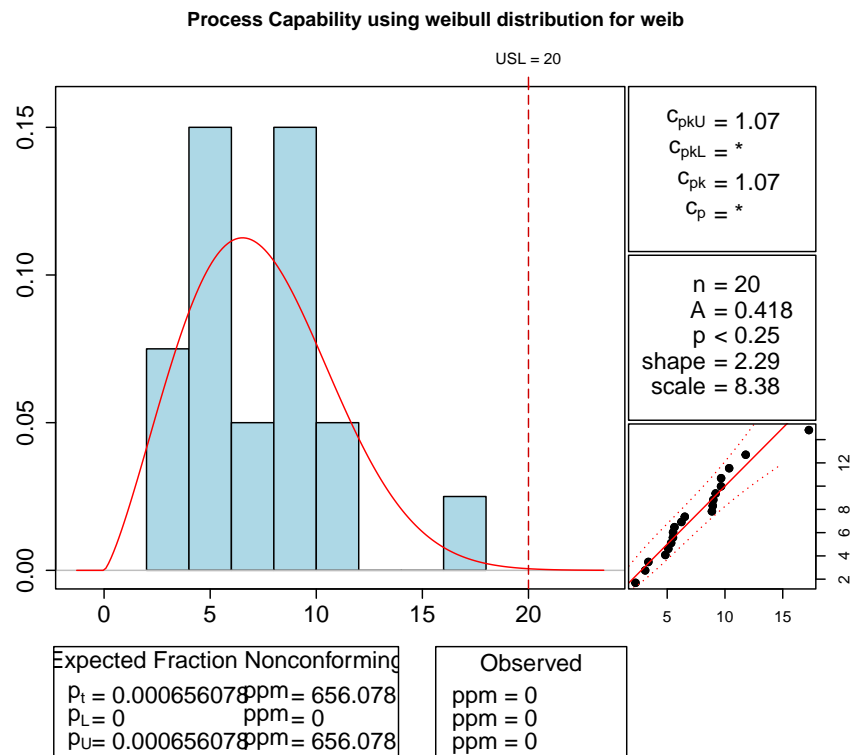 Process Capability using weibull distribution for weib
USL = 20
0.15
0.10
0.05
0.00
0 5 10 15 20
cpkU = 1.07
cpkL = *
cpk = 1.07
cp = *
n = 20
A = 0.418
p < 0.25
shape = 2.29
scale = 8.38
12
8
6
4
2
5 10 15
Expected Fraction Nonconforming
pt = 0.000656078 ppm = 656.078
pL = 0 ppm = 0
pU = 0.000656078 ppm = 656.078
Observed
ppm = 0
ppm = 0
ppm = 0